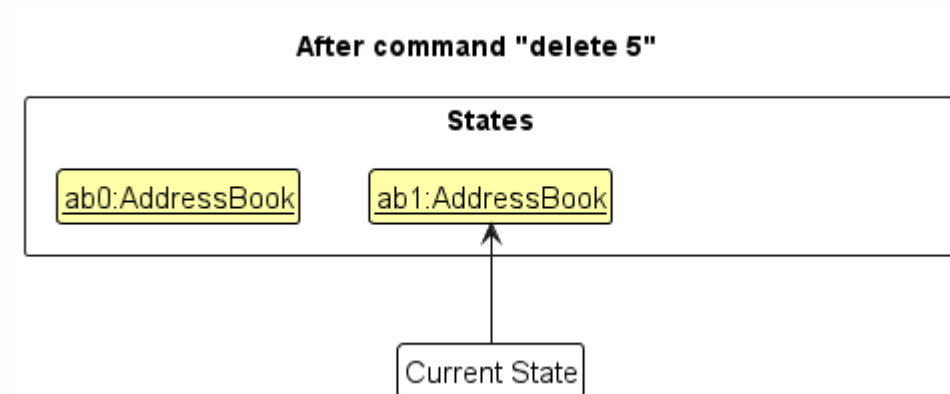 After command "delete 5"
States
ab0:AddressBook
ab1:AddressBook
Current State